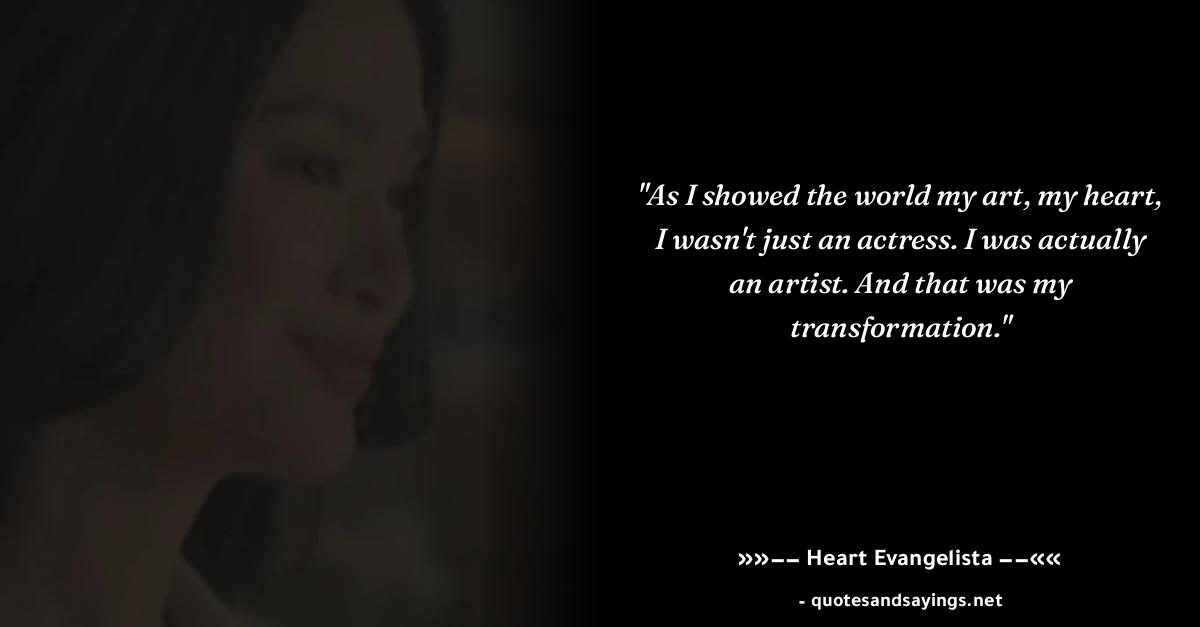 "As I showed the world my art, my heart,
I wasn't just an actress. I was actually
an artist. And that was my
transformation."
»»–– Heart Evangelista ––««
- quotesandsayings.net